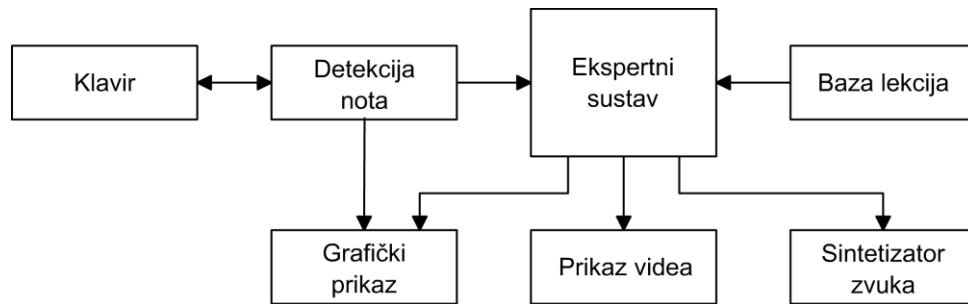 Klavir
Detekcija
nota
Ekspertni
sustav
Baza lekcija
Grafički
prikaz
Prikaz videa
Sintetizator
zvuka